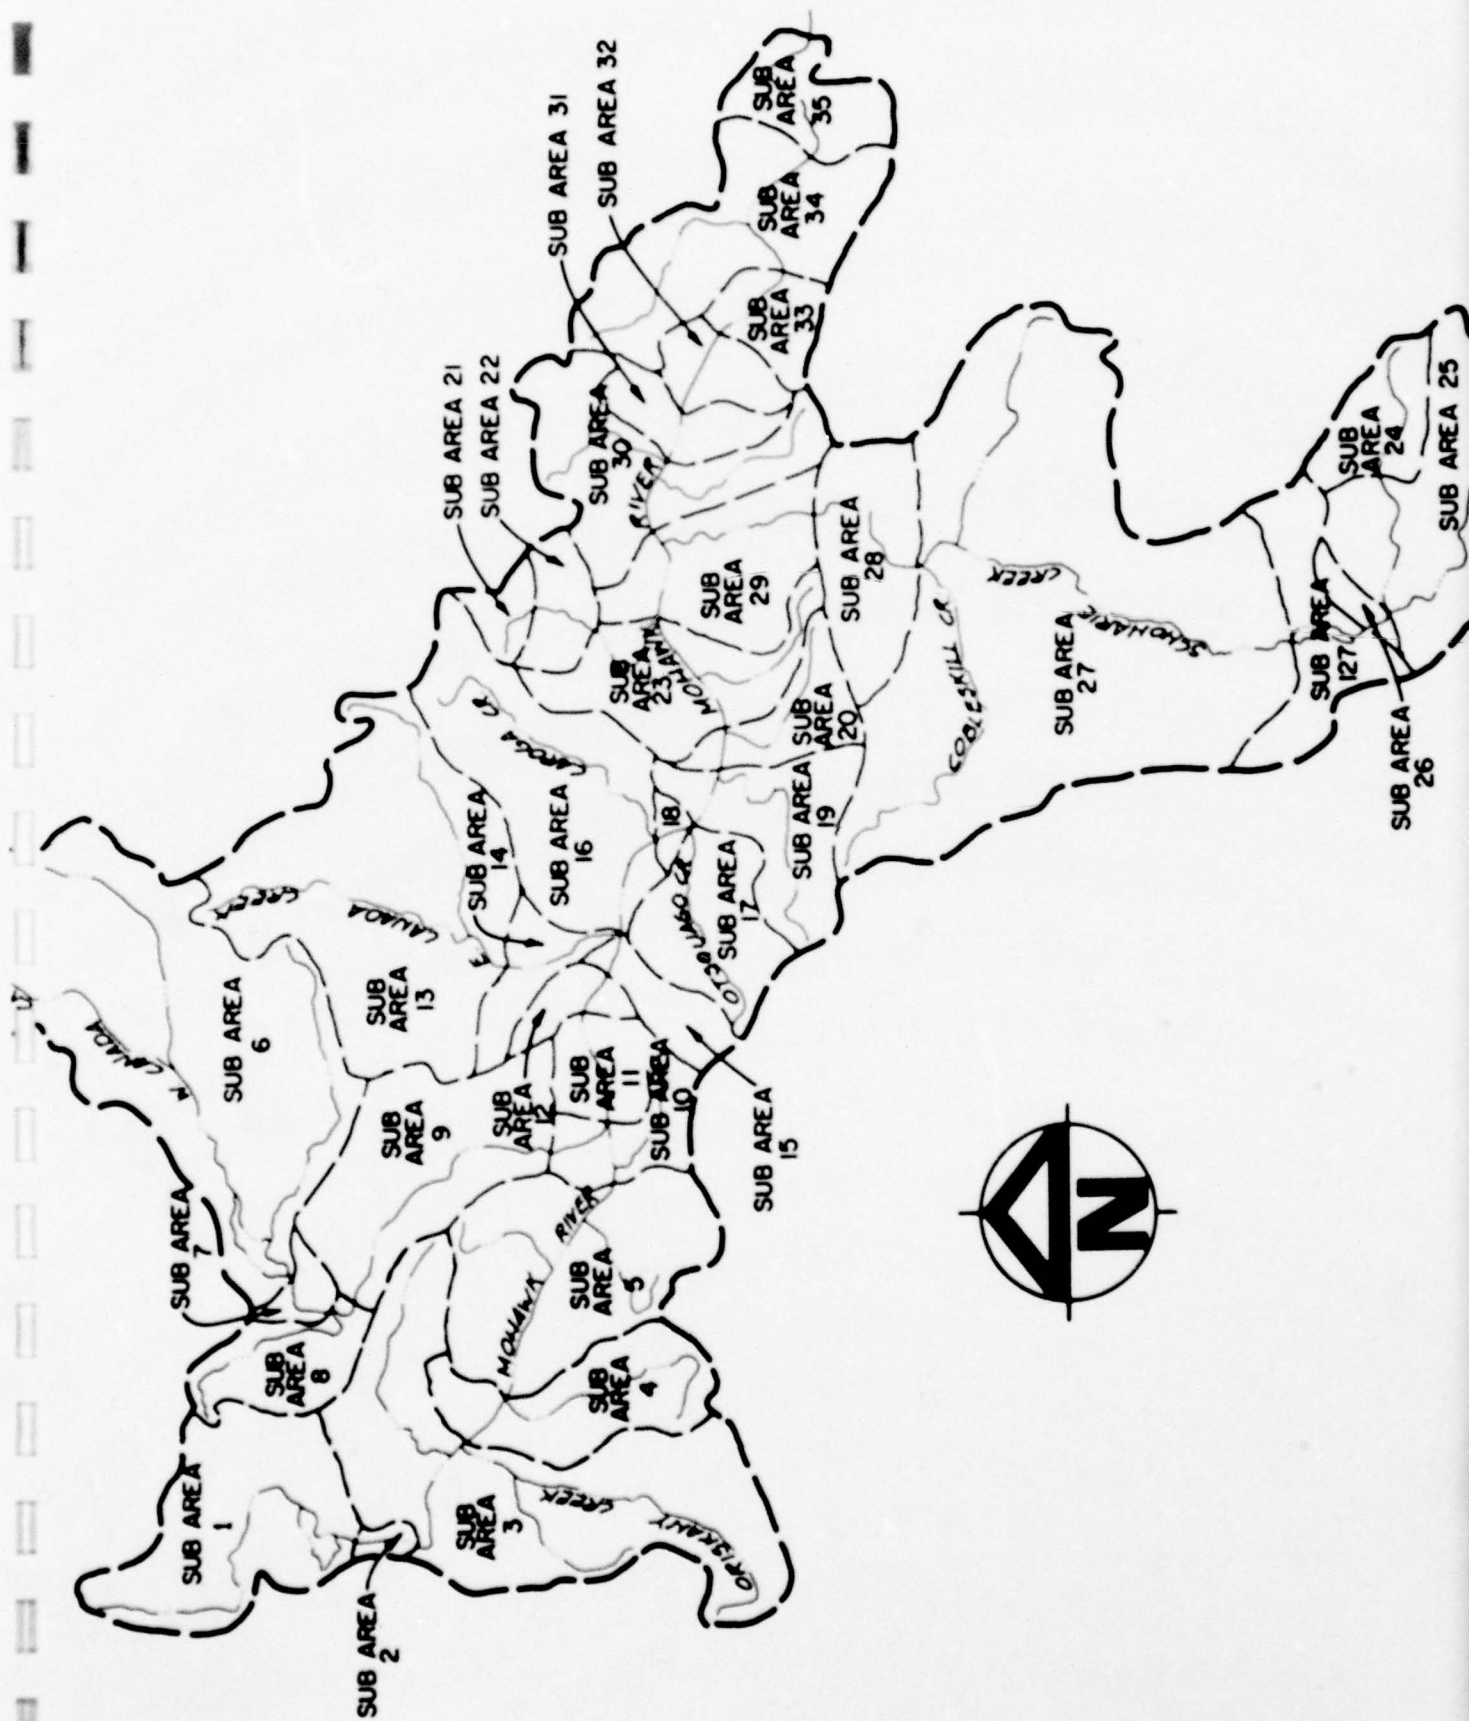 SUB AREA
1
SUB AREA
2
SUB
AREA
3
SUB
AREA
4
SUB
AREA
5
SUB AREA
6
SUB AREA
7
SUB
AREA
8
SUB
AREA
9
SUB AREA
10
SUB
AREA
11
SUB
AREA
12
SUB
AREA
13
SUB AREA
14
SUB AREA
15
SUB AREA
16
SUB AREA
17
18
SUB AREA
19
SUB
AREA
20
SUB AREA 21
SUB AREA 22
SUB
AREA
23
SUB
AREA
24
SUB AREA 25
SUB AREA
26
SUB AREA
27
SUB AREA
127
SUB AREA
28
SUB
AREA
29
SUB AREA
30
SUB AREA 31
SUB AREA 32
SUB
AREA
33
SUB
AREA
34
SUB
AREA
35
W CANADA
E. CANADA CREEK
ORISKANY CREEK
MOHAWK RIVER
OTSQUAGO CR
MOHAWK RIVER
COBLESKILL CR
SCHOHARIE CREEK
N